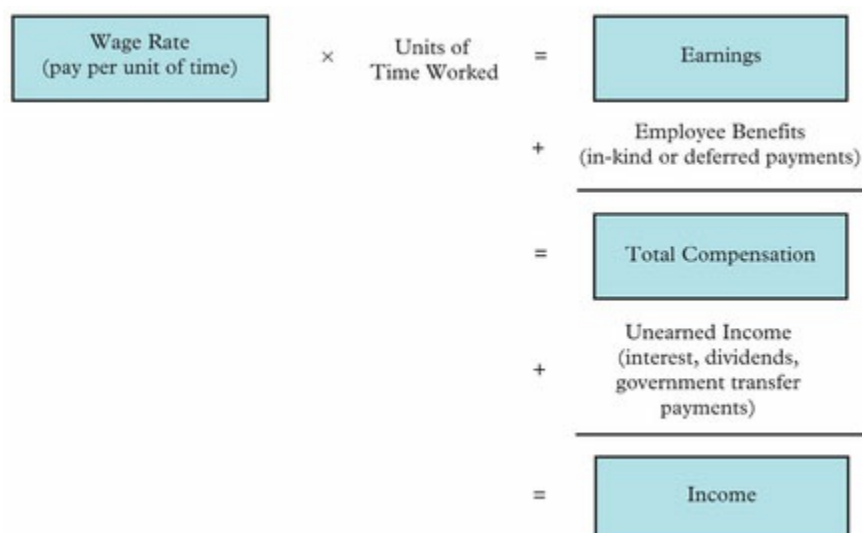 Wage Rate
(pay per unit of time)
×
Units of
Time Worked
=
Earnings
+
Employee Benefits
(in-kind or deferred payments)
=
Total Compensation
+
Unearned Income
(interest, dividends,
government transfer
payments)
=
Income